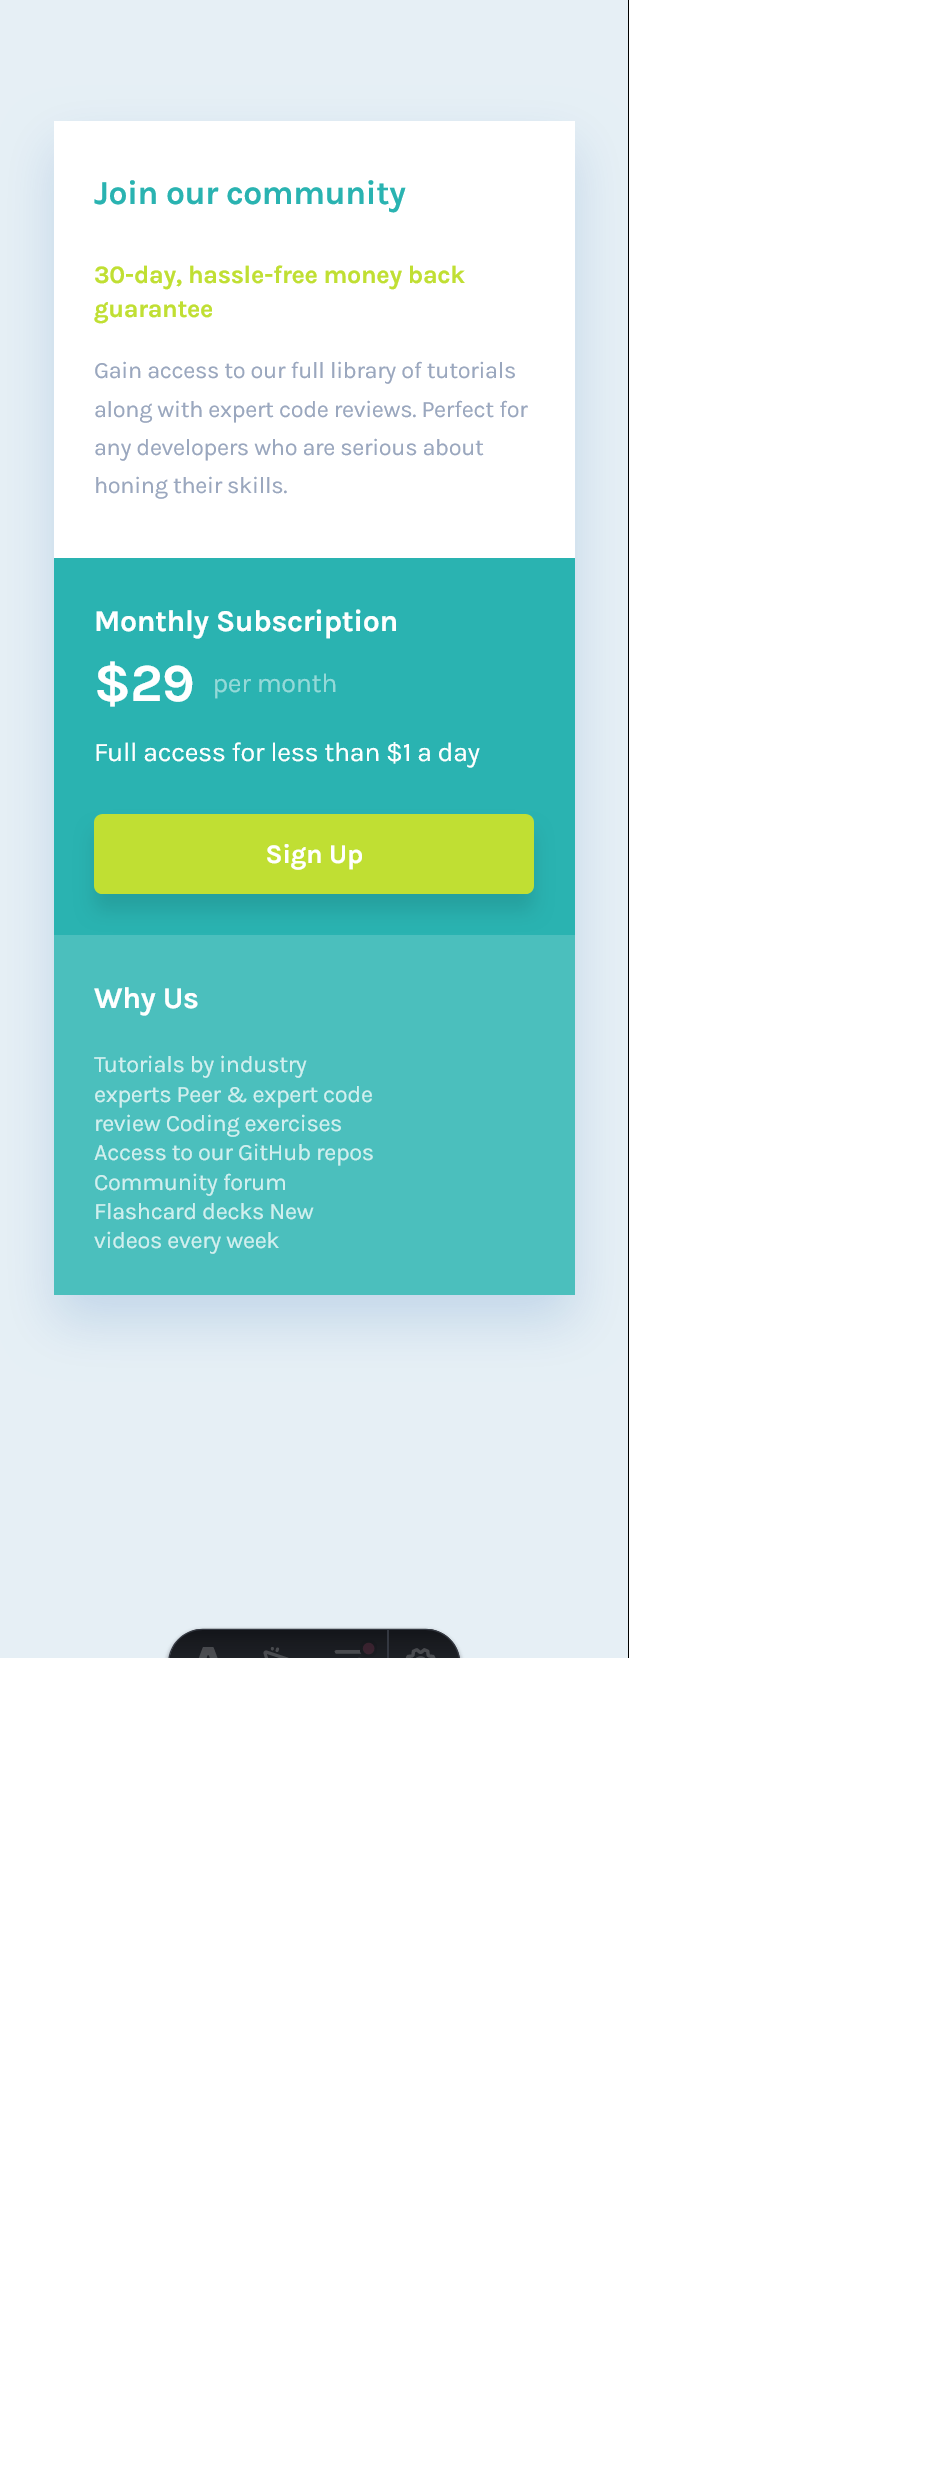 Join our community
30-day, hassle-free money back
guarantee
Gain access to our full library of tutorials
along with expert code reviews. Perfect for
any developers who are serious about
honing their skills.
Monthly Subscription
$29 per month
Full access for less than $1 a day
Sign Up
Why Us
Tutorials by industry
experts Peer & expert code
review Coding exercises
Access to our GitHub repos
Community forum
Flashcard decks New
videos every week